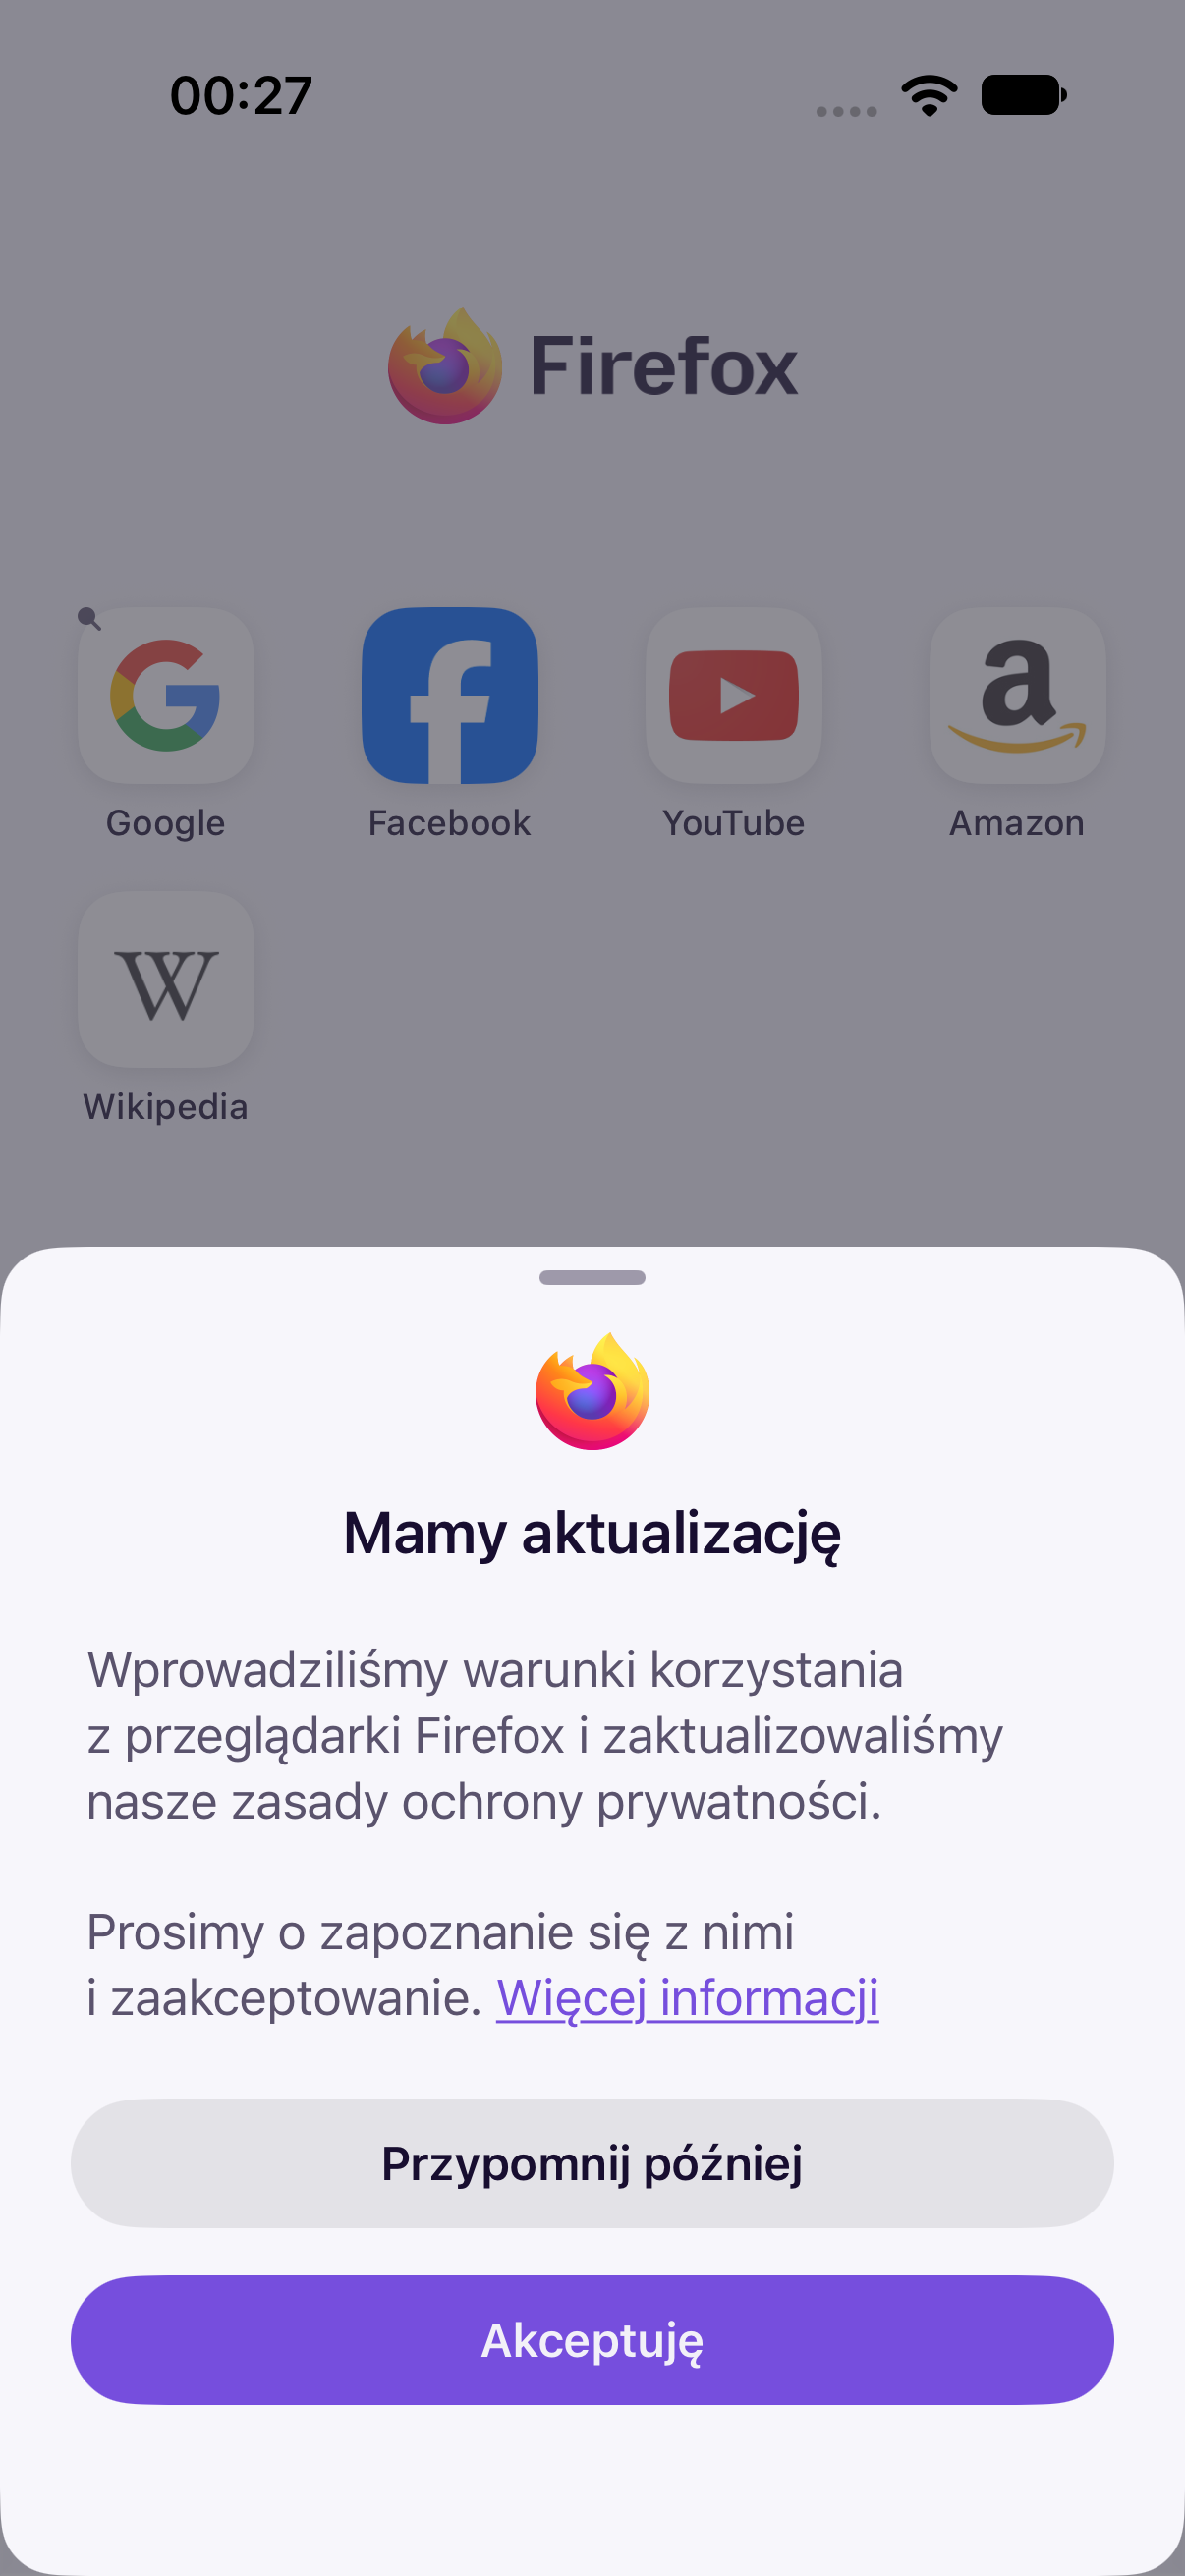 00:27
Firefox
Google Facebook YouTube Amazon
Wikipedia
Mamy aktualizację
Wprowadziliśmy warunki korzystania
z przeglądarki Firefox i zaktualizowaliśmy
nasze zasady ochrony prywatności.
Prosimy o zapoznanie się z nimi
i zaakceptowanie. Więcej informacji
Przypomnij później
Akceptuję